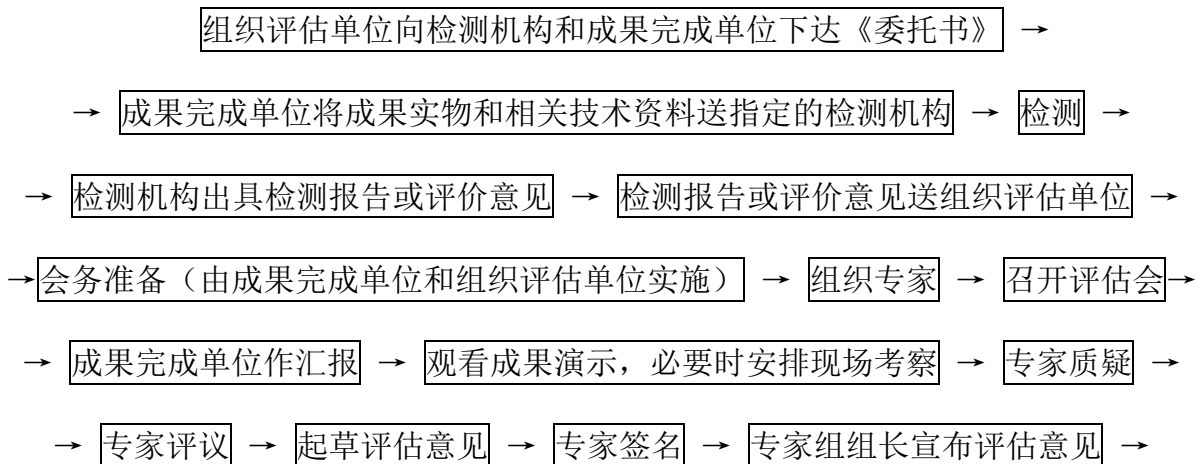 组织评估单位向检测机构和成果完成单位下达《委托书》 →
→ 成果完成单位将成果实物和相关技术资料送指定的检测机构 → 检测 →
→ 检测机构出具检测报告或评价意见 → 检测报告或评价意见送组织评估单位 →
→会务准备（由成果完成单位和组织评估单位实施） → 组织专家 → 召开评估会→
→ 成果完成单位作汇报 → 观看成果演示，必要时安排现场考察 → 专家质疑 →
→ 专家评议 → 起草评估意见 → 专家签名 → 专家组组长宣布评估意见 →